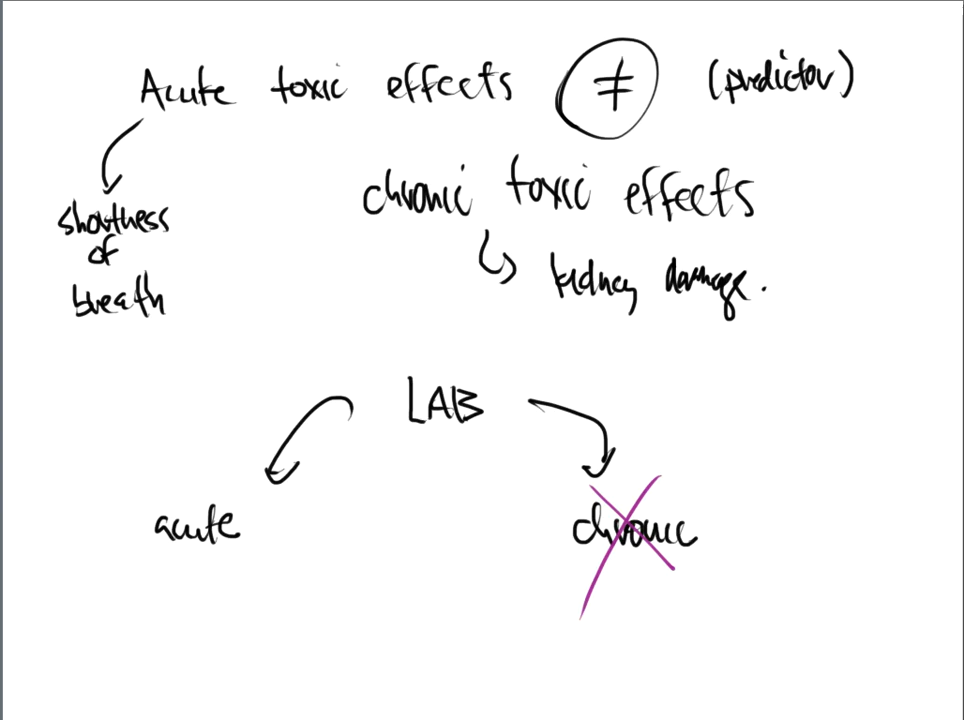 Acute toxic effects ≠ (predictor)
chronic toxic effects
shortness
of
breath
kidney damage.
LAB
acute
chronic